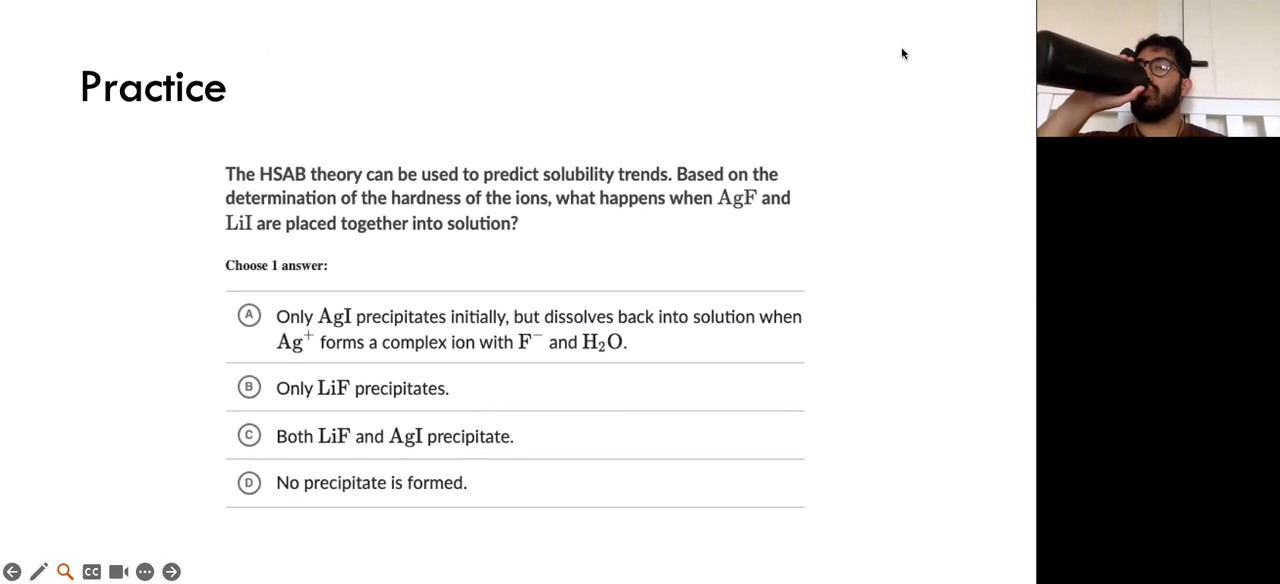 Practice
The HSAB theory can be used to predict solubility trends. Based on the
determination of the hardness of the ions, what happens when AgF and
LiI are placed together into solution?
Choose 1 answer:
A Only AgI precipitates initially, but dissolves back into solution when
Ag⁺ forms a complex ion with F⁻ and H₂O.
B Only LiF precipitates.
C Both LiF and AgI precipitate.
D No precipitate is formed.
CC